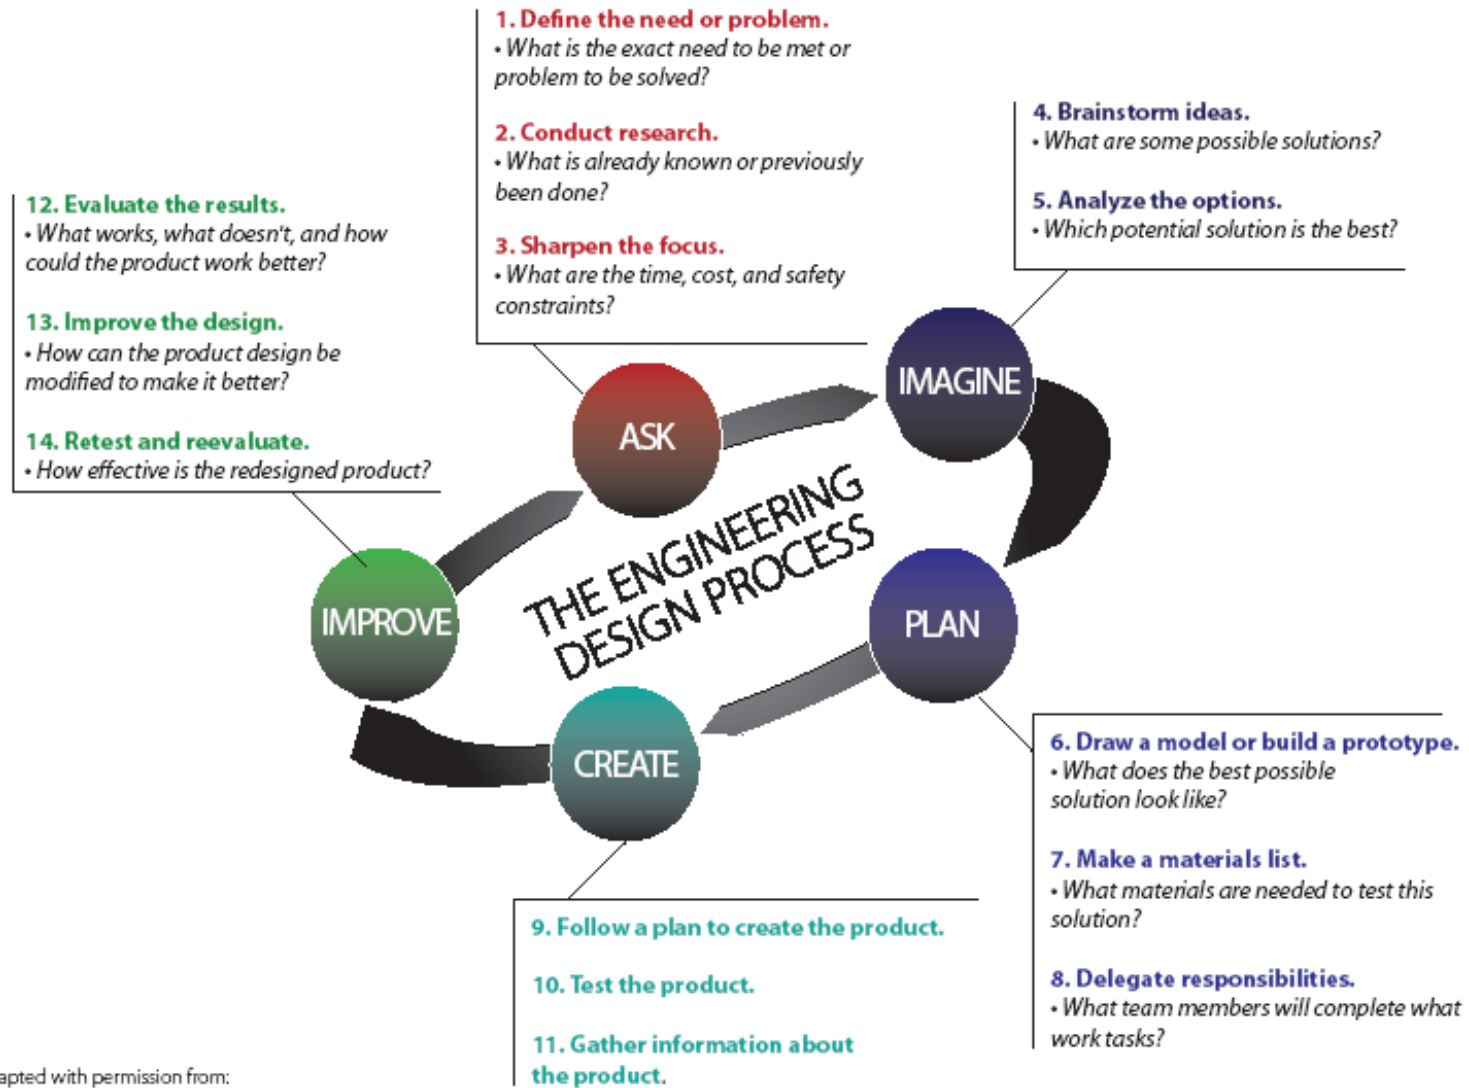 1. Define the need or problem.
• What is the exact need to be met or
problem to be solved?
2. Conduct research.
• What is already known or previously
been done?
3. Sharpen the focus.
• What are the time, cost, and safety
constraints?
4. Brainstorm ideas.
• What are some possible solutions?
5. Analyze the options.
• Which potential solution is the best?
12. Evaluate the results.
• What works, what doesn't, and how
could the product work better?
13. Improve the design.
• How can the product design be
modified to make it better?
14. Retest and reevaluate.
• How effective is the redesigned product?
ASK
IMAGINE
THE ENGINEERING
DESIGN PROCESS
IMPROVE
PLAN
CREATE
6. Draw a model or build a prototype.
• What does the best possible
solution look like?
7. Make a materials list.
• What materials are needed to test this
solution?
8. Delegate responsibilities.
• What team members will complete what
work tasks?
9. Follow a plan to create the product.
10. Test the product.
11. Gather information about
the product.
apted with permission from: